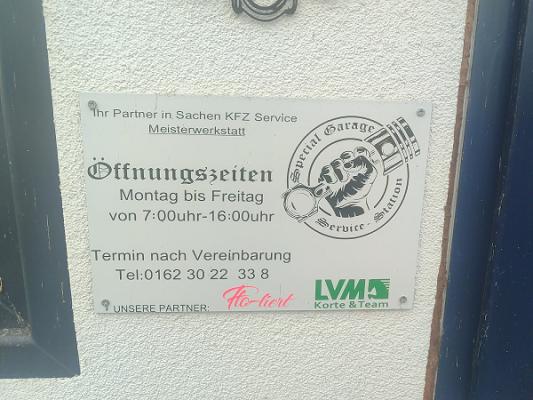 Ihr Partner in Sachen KFZ Service
Meisterwerkstatt
Öffnungszeiten
Montag bis Freitag
von 7:00uhr-16:00uhr
Special Garage
Service-Station
Termin nach Vereinbarung
Tel:0162 30 22 33 8
UNSERE PARTNER:
Flo-liert
LVM
Korte & Team